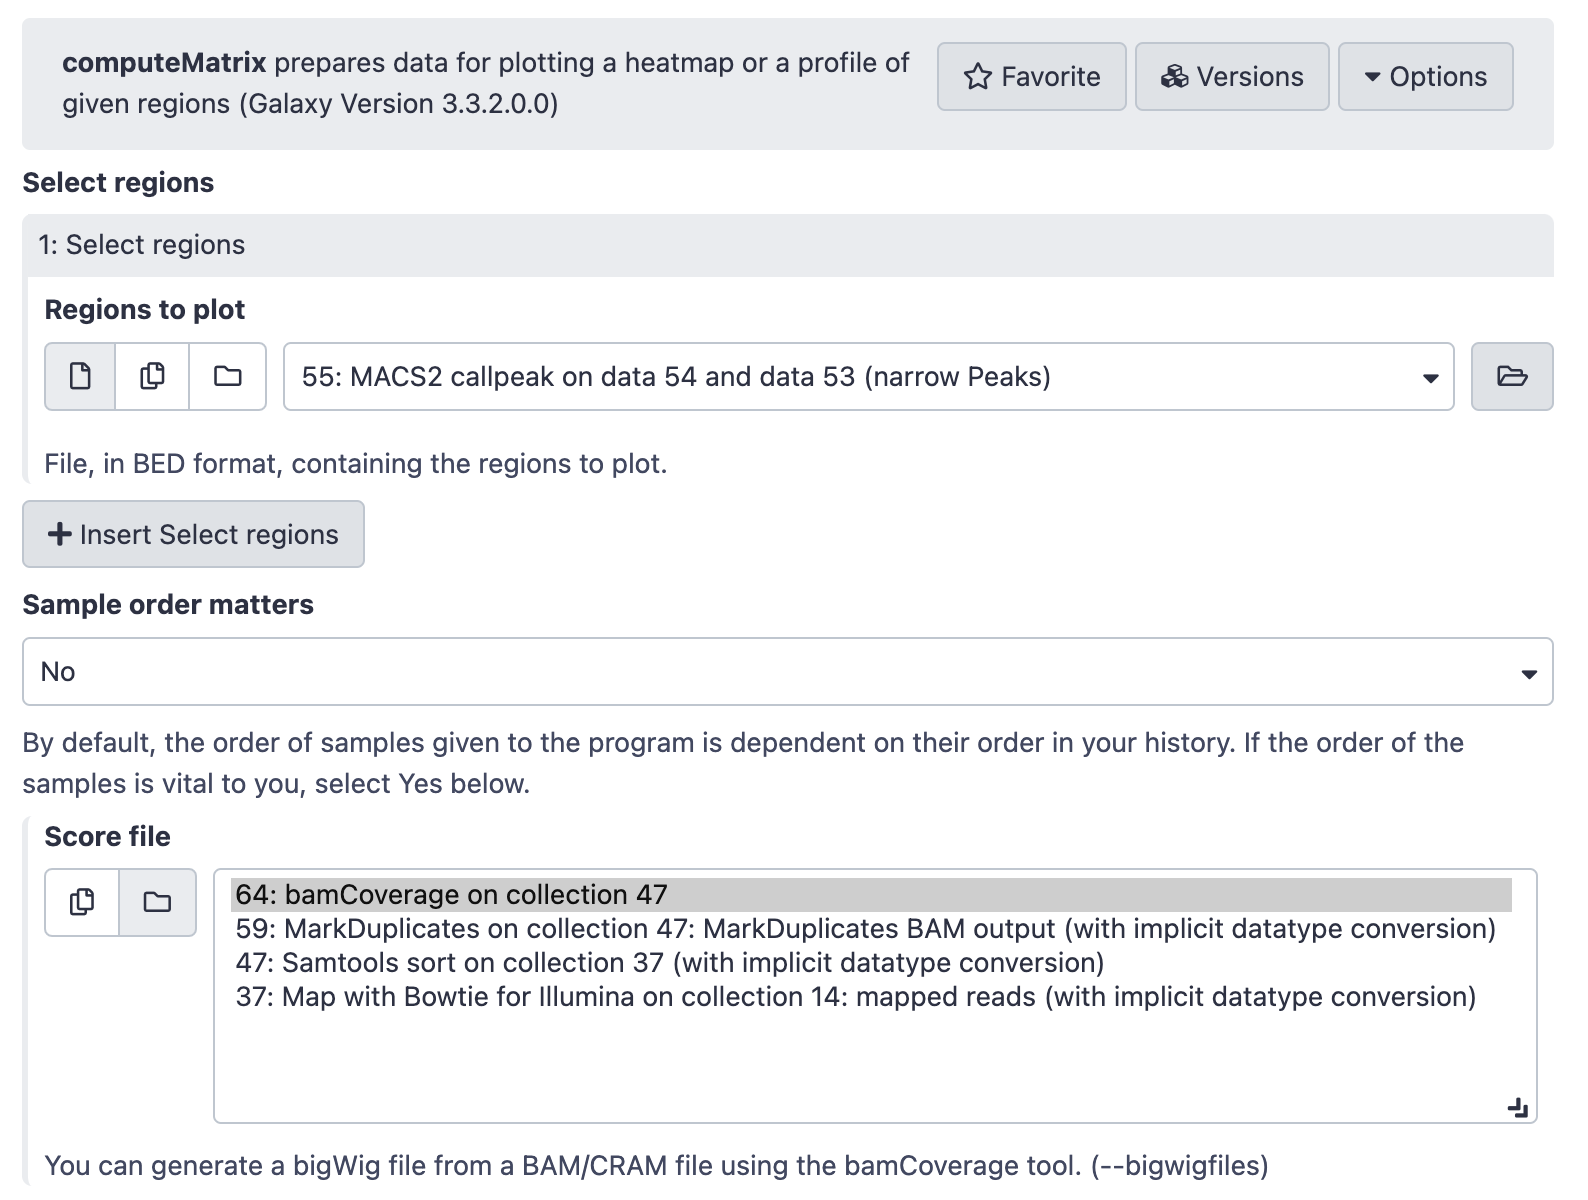 computeMatrix prepares data for plotting a heatmap or a profile of
given regions (Galaxy Version 3.3.2.0.0)
Favorite
Versions
Options
Select regions
1: Select regions
Regions to plot
55: MACS2 callpeak on data 54 and data 53 (narrow Peaks)
File, in BED format, containing the regions to plot.
Insert Select regions
Sample order matters
No
By default, the order of samples given to the program is dependent on their order in your history. If the order of the
samples is vital to you, select Yes below.
Score file
64: bamCoverage on collection 47
59: MarkDuplicates on collection 47: MarkDuplicates BAM output (with implicit datatype conversion)
47: Samtools sort on collection 37 (with implicit datatype conversion)
37: Map with Bowtie for Illumina on collection 14: mapped reads (with implicit datatype conversion)
You can generate a bigWig file from a BAM/CRAM file using the bamCoverage tool. (--bigwigfiles)